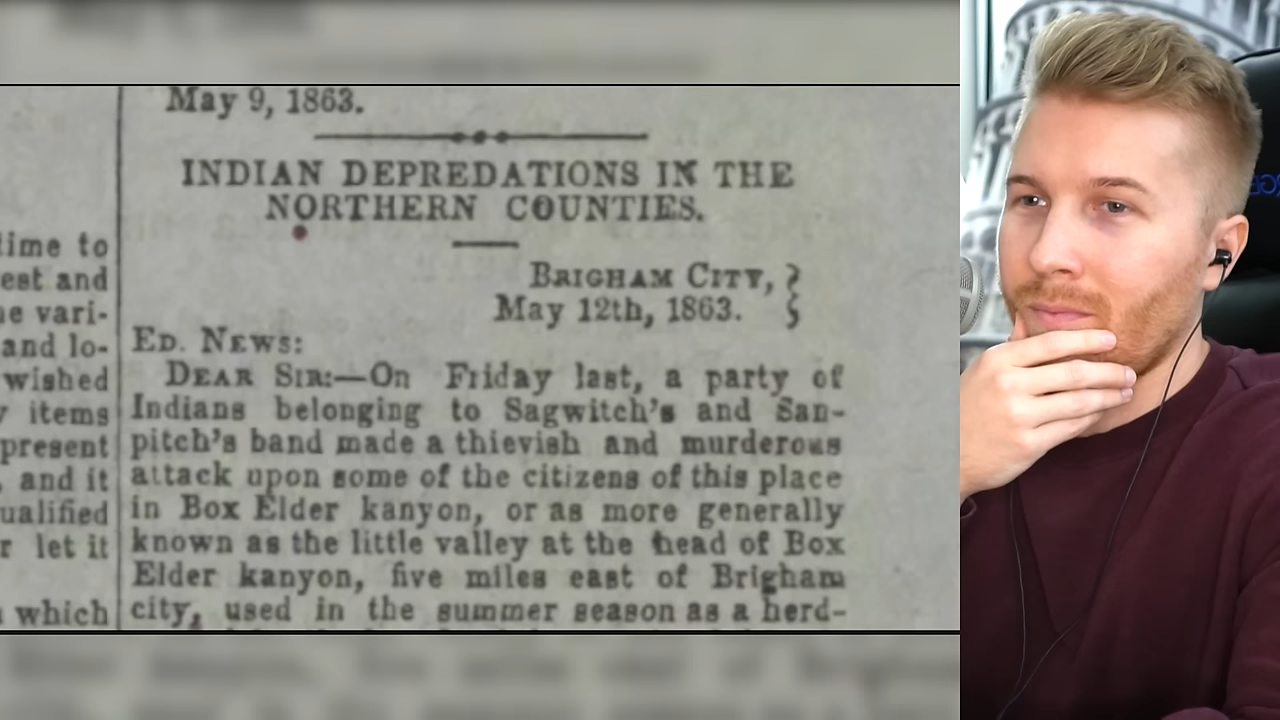 May 9, 1863.
INDIAN DEPREDATIONS IN THE
NORTHERN COUNTIES.
BRIGHAM CITY,
May 12th, 1863.
ED. NEWS:
DEAR SIR:—On Friday last, a party of
Indians belonging to Sagwitch's and San-
pitch's band made a thievish and murderous
attack upon some of the citizens of this place
in Box Elder kanyon, or as more generally
known as the little valley at the head of Box
Elder kanyon, five miles east of Brigham
city, used in the summer season as a herd-
time to
est and
e vari-
and lo-
wished
items
present
, and it
ualified
r let it
which